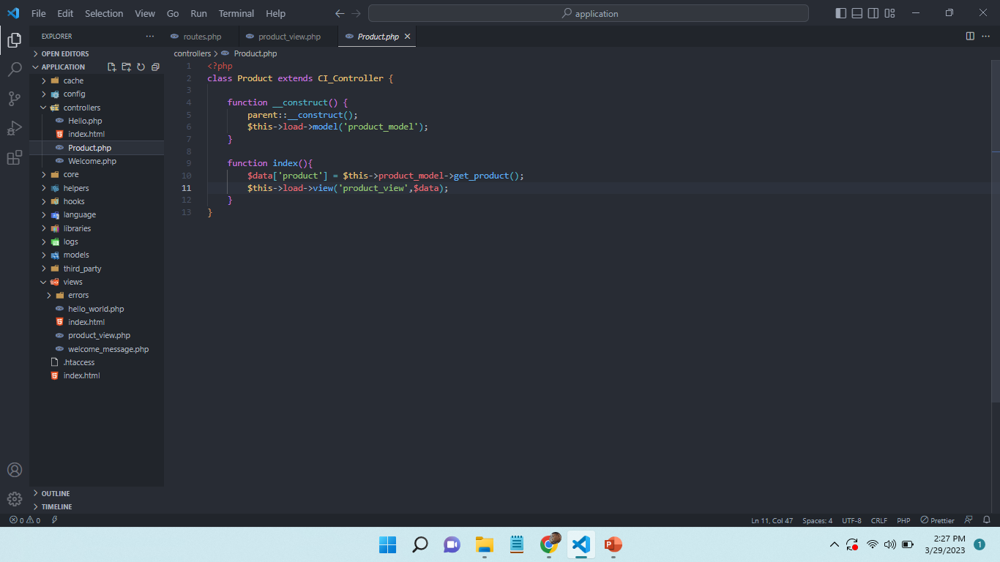 File Edit Selection View Go Run Terminal Help
application
EXPLORER
routes.php product_view.php Product.php
OPEN EDITORS
controllers > Product.php
APPLICATION
cache
config
controllers
Hello.php
index.html
Product.php
Welcome.php
core
helpers
hooks
language
libraries
logs
models
third_party
views
errors
hello_world.php
index.html
product_view.php
welcome_message.php
.htaccess
index.html
OUTLINE
TIMELINE
1 <?php
2 class Product extends CI_Controller {
3
4     function __construct() {
5         parent::__construct();
6         $this->load->model('product_model');
7     }
8
9     function index(){
10         $data['product'] = $this->product_model->get_product();
11         $this->load->view('product_view',$data);
12     }
13 }
0 0
Ln 11, Col 47 Spaces: 4 UTF-8 CRLF PHP Prettier
2:27 PM
3/29/2023
1